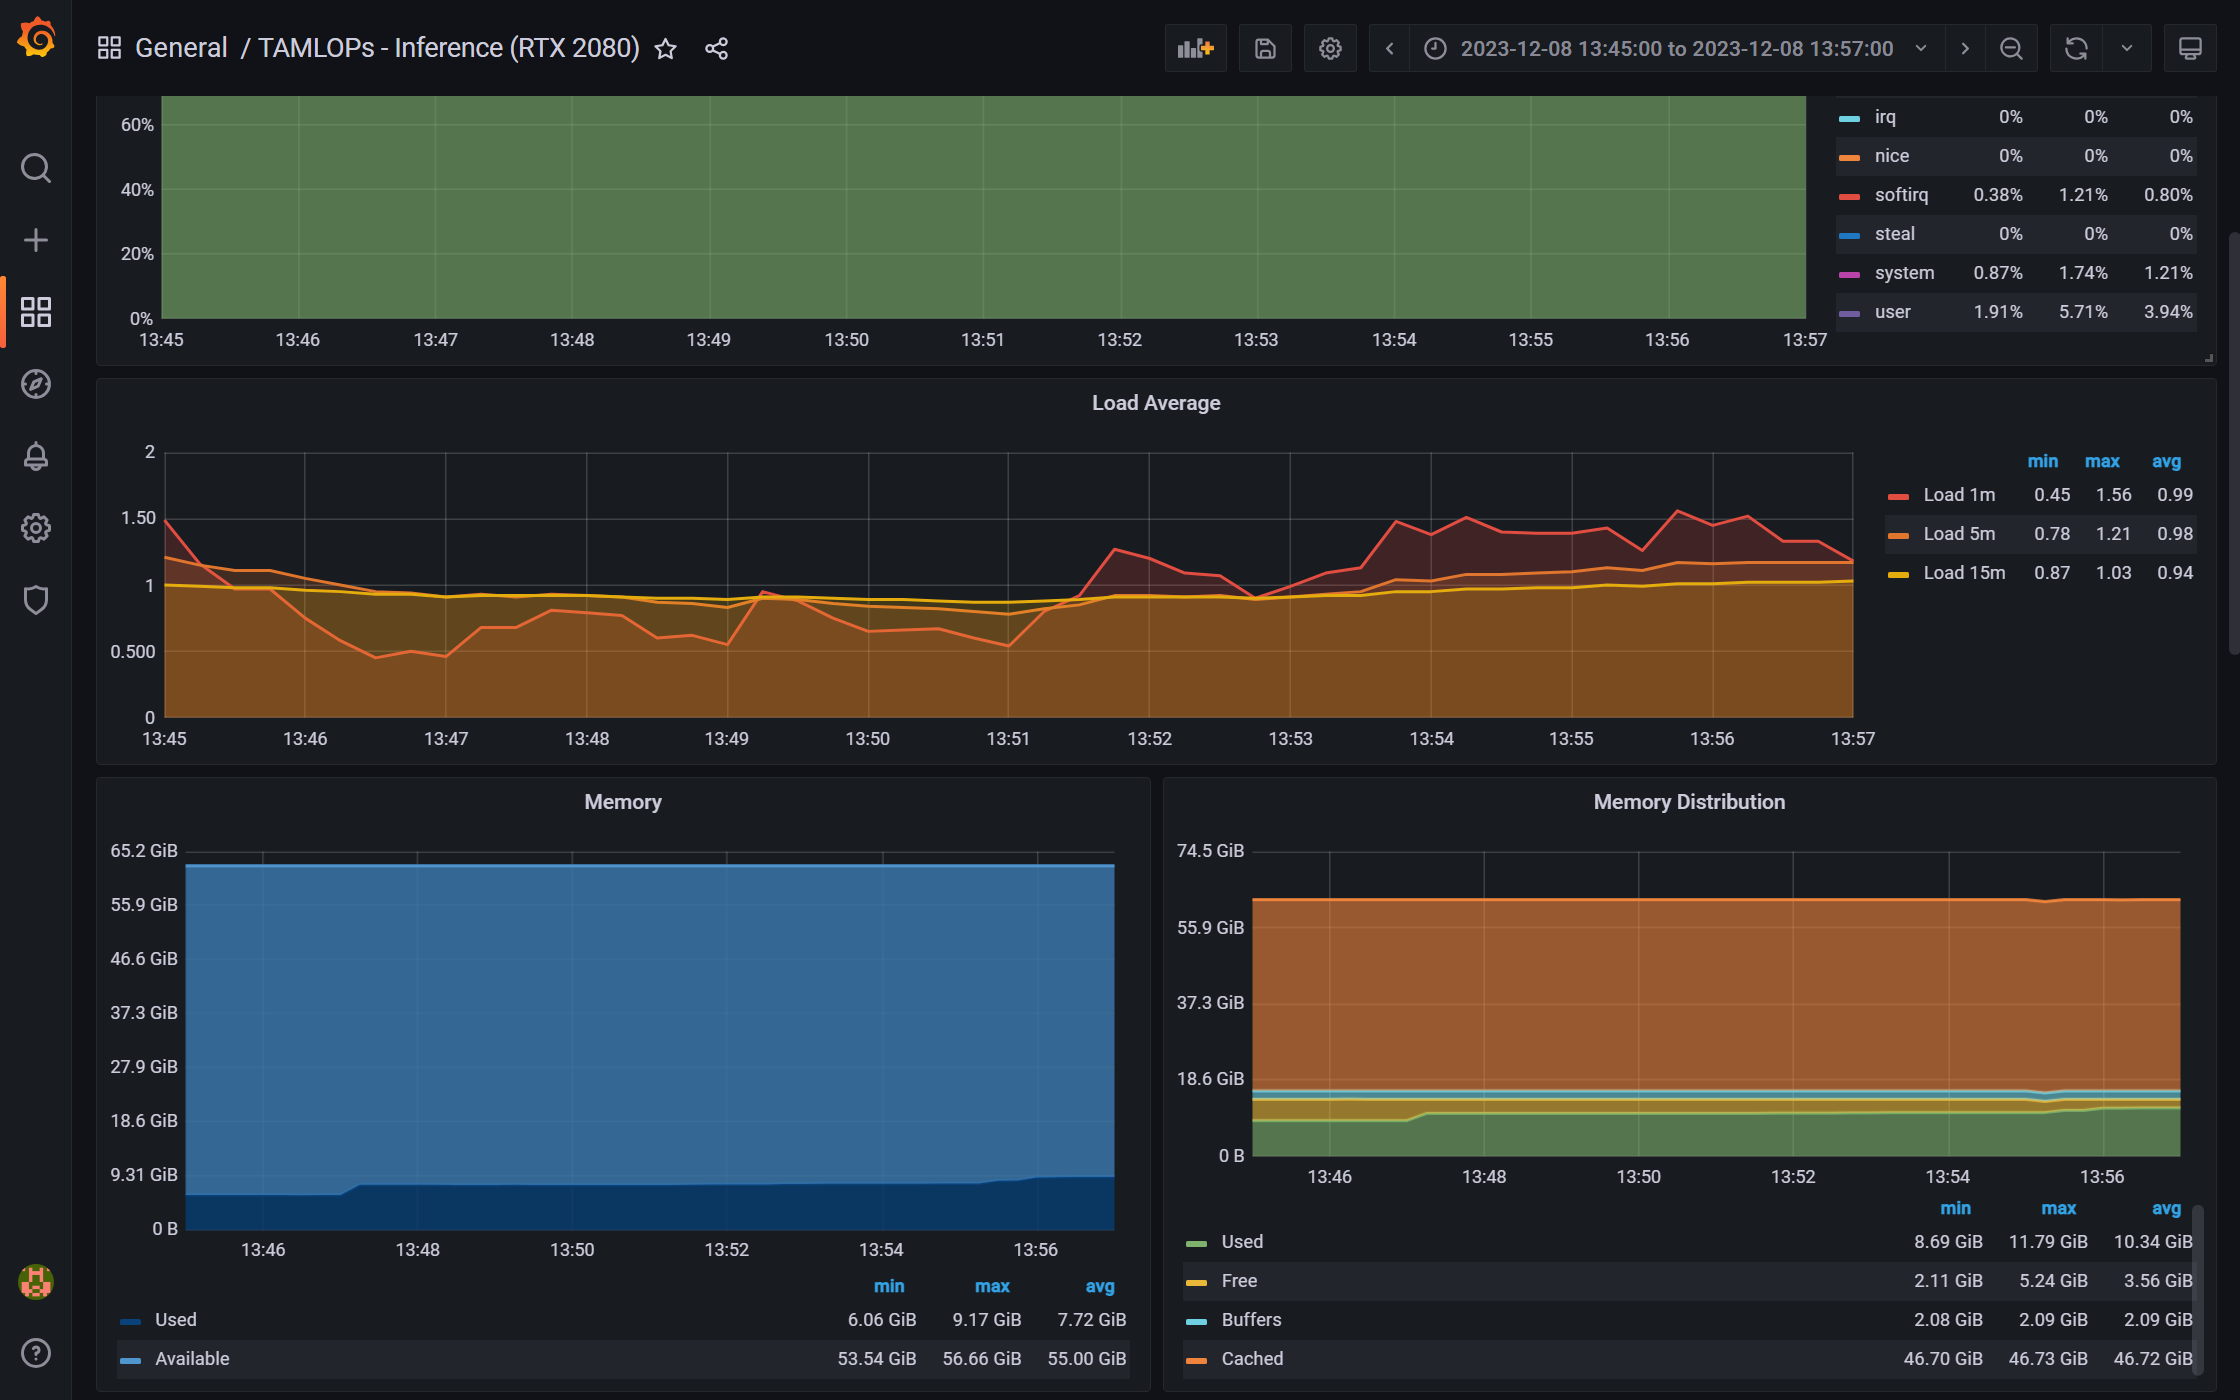 General / TAMLOPs - Inference (RTX 2080)
2023-12-08 13:45:00 to 2023-12-08 13:57:00
60%
40%
20%
0%
13:45 13:46 13:47 13:48 13:49 13:50 13:51 13:52 13:53 13:54 13:55 13:56 13:57
irq 0% 0% 0%
nice 0% 0% 0%
softirq 0.38% 1.21% 0.80%
steal 0% 0% 0%
system 0.87% 1.74% 1.21%
user 1.91% 5.71% 3.94%
Load Average
2
1.50
1
0.500
0
13:45 13:46 13:47 13:48 13:49 13:50 13:51 13:52 13:53 13:54 13:55 13:56 13:57
min max avg
Load 1m 0.45 1.56 0.99
Load 5m 0.78 1.21 0.98
Load 15m 0.87 1.03 0.94
Memory
65.2 GiB
55.9 GiB
46.6 GiB
37.3 GiB
27.9 GiB
18.6 GiB
9.31 GiB
0 B
13:46 13:48 13:50 13:52 13:54 13:56
min max avg
Used 6.06 GiB 9.17 GiB 7.72 GiB
Available 53.54 GiB 56.66 GiB 55.00 GiB
Memory Distribution
74.5 GiB
55.9 GiB
37.3 GiB
18.6 GiB
0 B
13:46 13:48 13:50 13:52 13:54 13:56
min max avg
Used 8.69 GiB 11.79 GiB 10.34 GiB
Free 2.11 GiB 5.24 GiB 3.56 GiB
Buffers 2.08 GiB 2.09 GiB 2.09 GiB
Cached 46.70 GiB 46.73 GiB 46.72 GiB